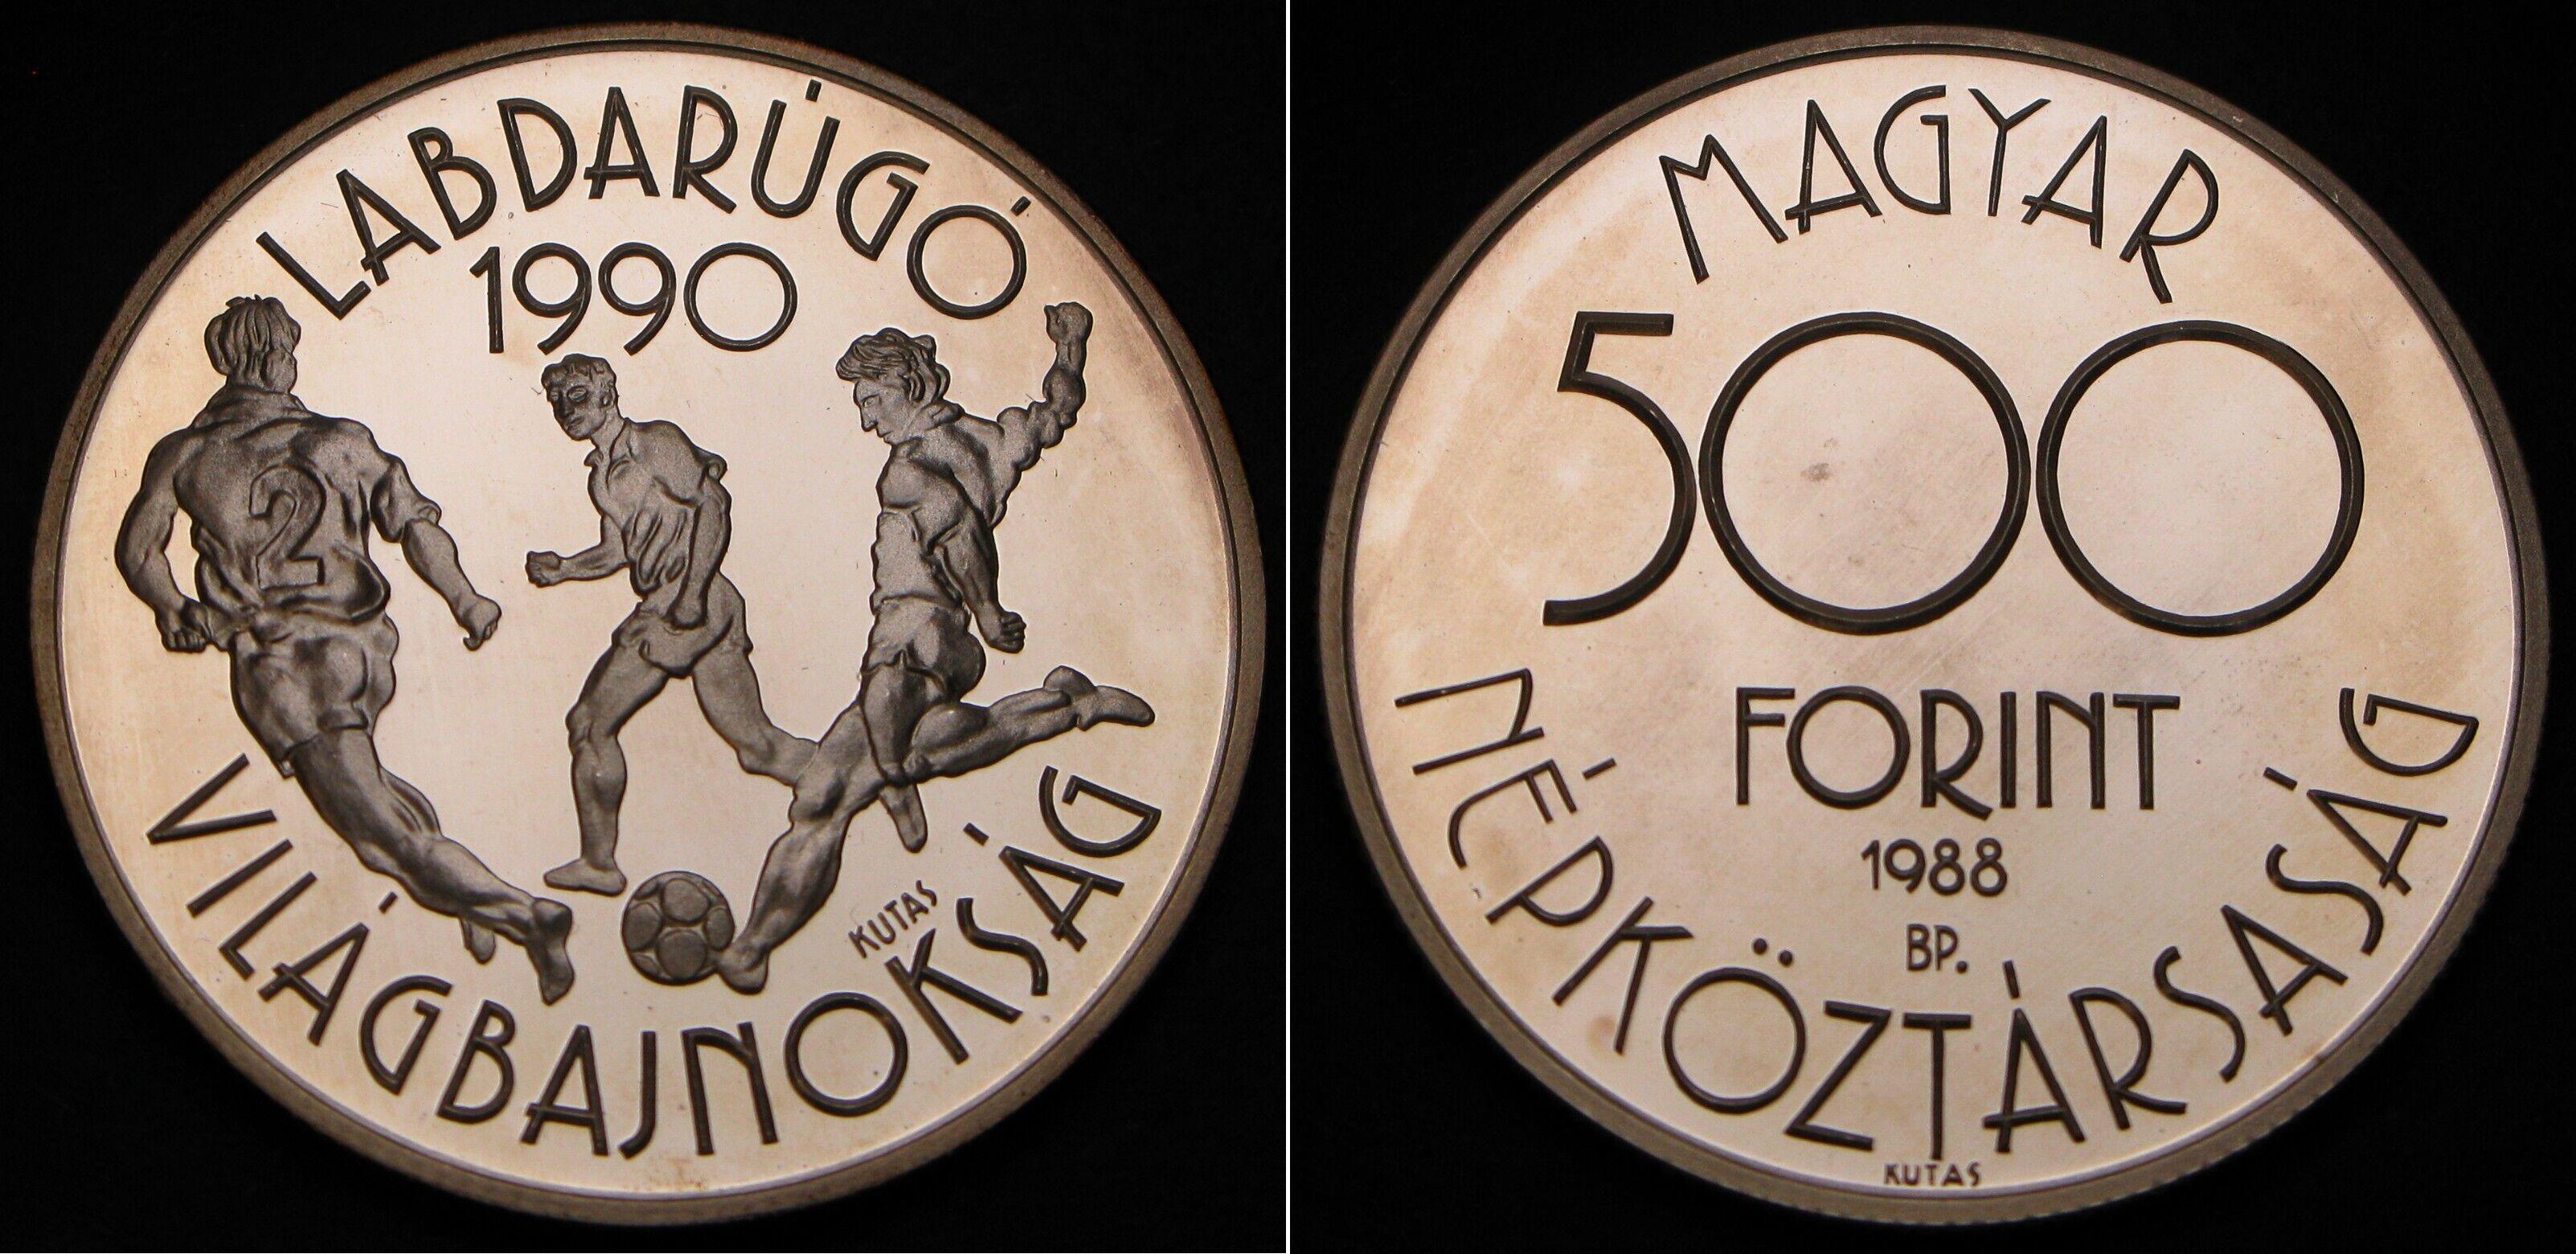 LABDARÚGÓ
1990
2
KUTAS
VILÁGBAJNOKSÁG
MAGYAR
500
FORINT
1988
BP.
NÉPKÖZTÁRSASÁG
KUTAS